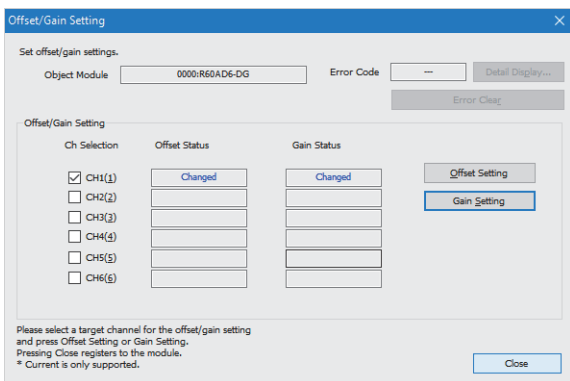 Offset/Gain Setting
Set offset/gain settings.
Object Module 0000:R60AD6-DG Error Code --- Detail Display...
Error Clear
Offset/Gain Setting
Ch Selection Offset Status Gain Status
CH1(1) Changed Changed Offset Setting
CH2(2) Gain Setting
CH3(3)
CH4(4)
CH5(5)
CH6(6)
Please select a target channel for the offset/gain setting
and press Offset Setting or Gain Setting.
Pressing Close registers to the module.
* Current is only supported.
Close